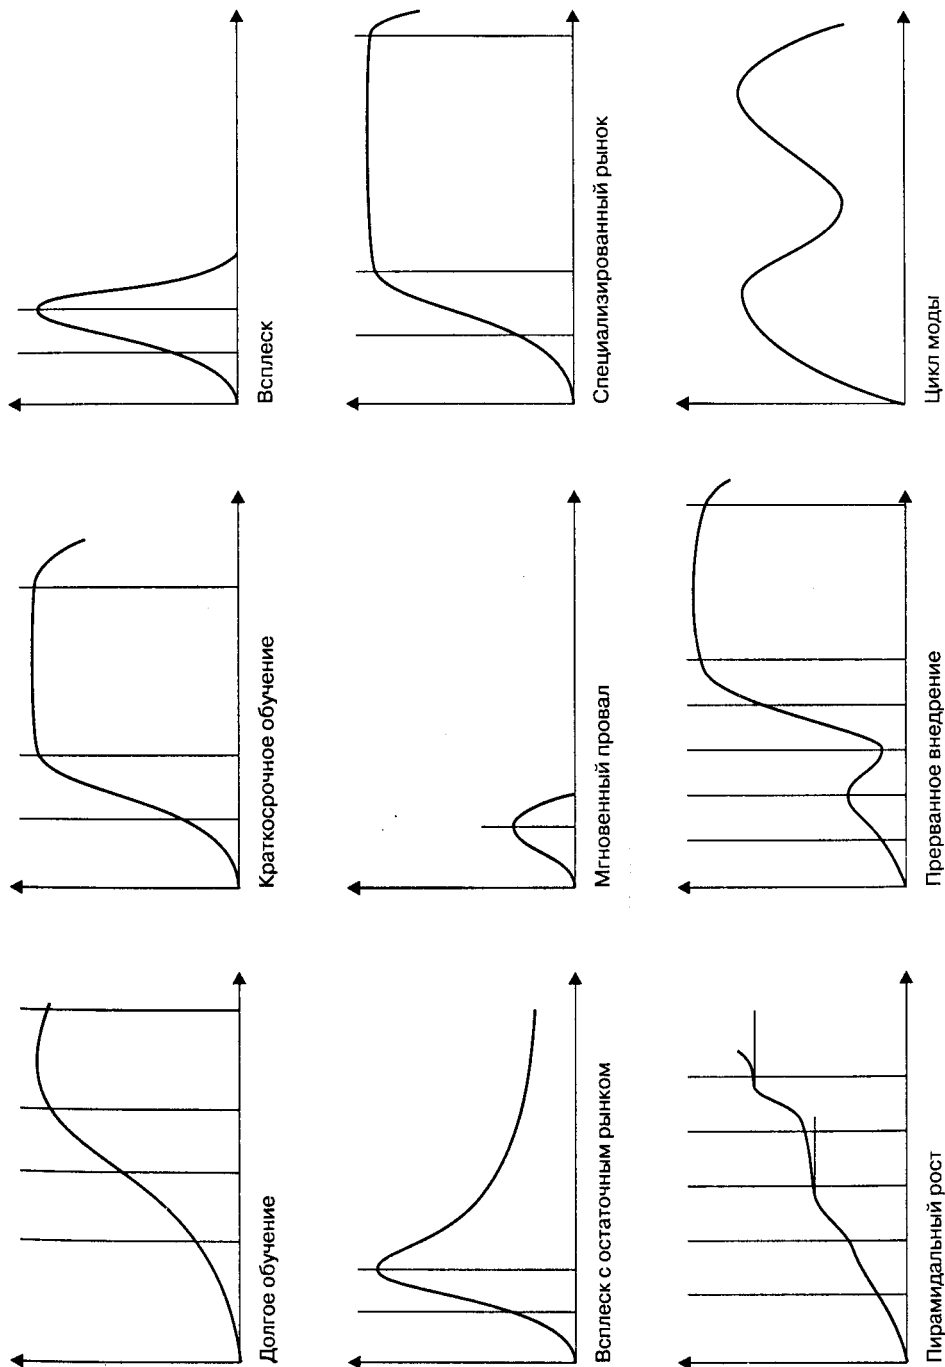 Долгое обучение
Краткосрочное обучение
Всплеск
Всплеск с остаточным рынком
Мгновенный провал
Специализированный рынок
Пирамидальный рост
Прерванное внедрение
Цикл моды